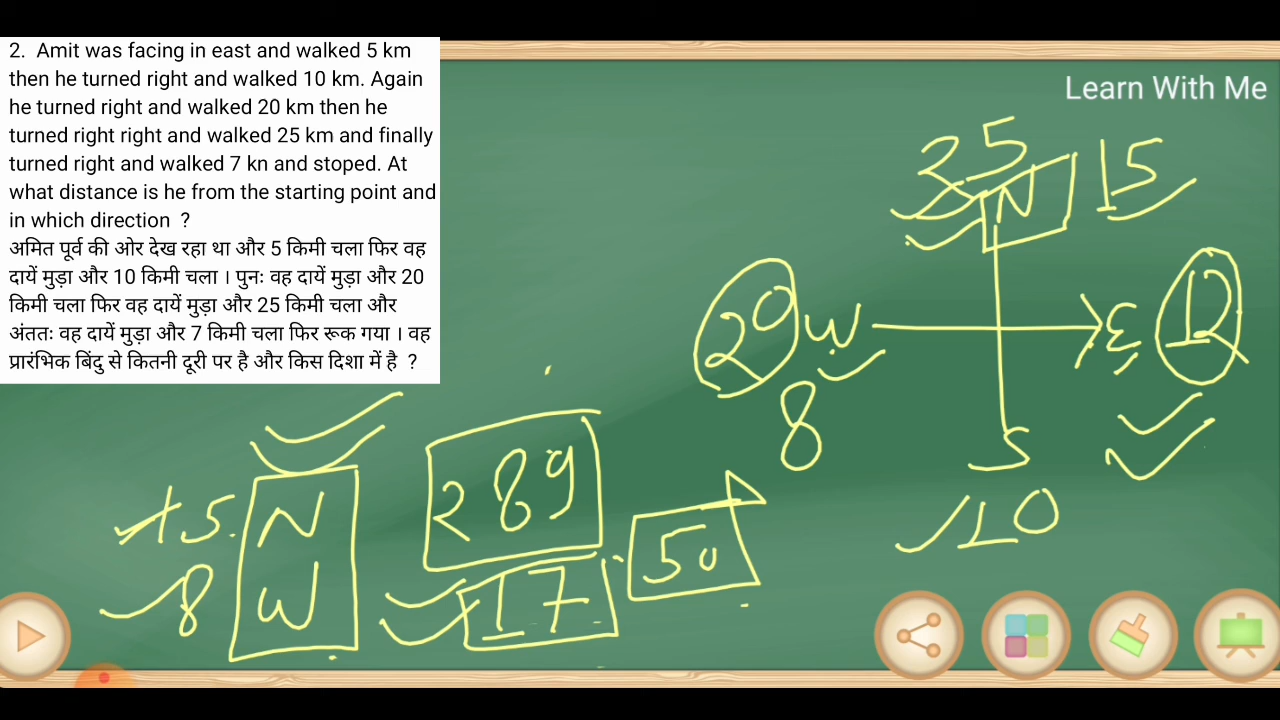 2. Amit was facing in east and walked 5 km
then he turned right and walked 10 km. Again
he turned right and walked 20 km then he
turned right right and walked 25 km and finally
turned right and walked 7 kn and stoped. At
what distance is he from the starting point and
in which direction ?
अमित पूर्व की ओर देख रहा था और 5 किमी चला फिर वह
दायें मुड़ा और 10 किमी चला । पुनः वह दायें मुड़ा और 20
किमी चला फिर वह दायें मुड़ा और 25 किमी चला और
अंततः वह दायें मुड़ा और 7 किमी चला फिर रूक गया । वह
प्रारंभिक बिंदु से कितनी दूरी पर है और किस दिशा में है ?
Learn With Me
25
N 15
20 W E 12
8
S
10
15 N
8 W
289
17
50